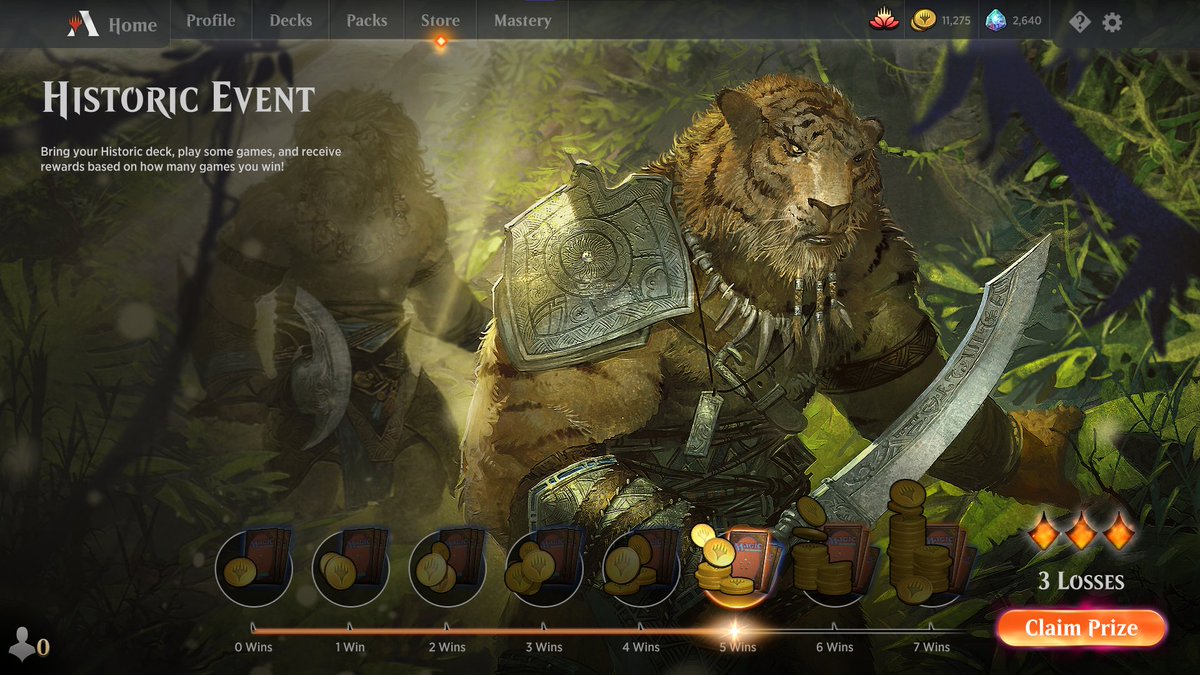 Home
Profile
Decks
Packs
Store
Mastery
11,275
2,640
Historic Event
Bring your Historic deck, play some games, and receive
rewards based on how many games you win!
3 Losses
Claim Prize
0 Wins
1 Win
2 Wins
3 Wins
4 Wins
5 Wins
6 Wins
7 Wins
0